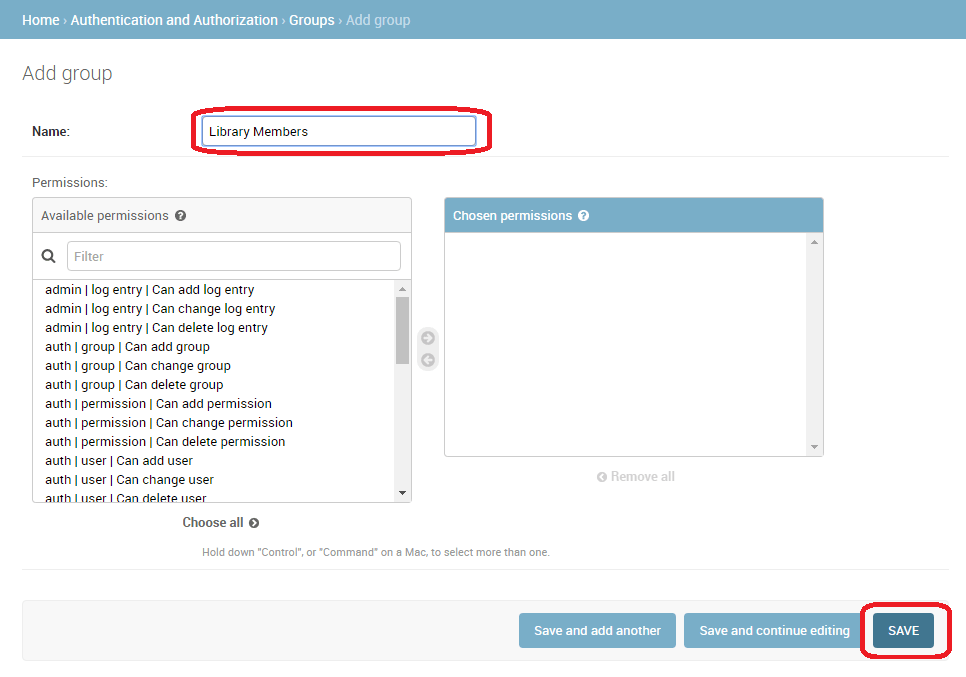 Home › Authentication and Authorization › Groups › Add group
Add group
Name:
Library Members
Permissions:
Available permissions ?
Chosen permissions ?
Filter
admin | log entry | Can add log entry
admin | log entry | Can change log entry
admin | log entry | Can delete log entry
auth | group | Can add group
auth | group | Can change group
auth | group | Can delete group
auth | permission | Can add permission
auth | permission | Can change permission
auth | permission | Can delete permission
auth | user | Can add user
auth | user | Can change user
auth | user | Can delete user
Remove all
Choose all
Hold down "Control", or "Command" on a Mac, to select more than one.
Save and add another
Save and continue editing
SAVE